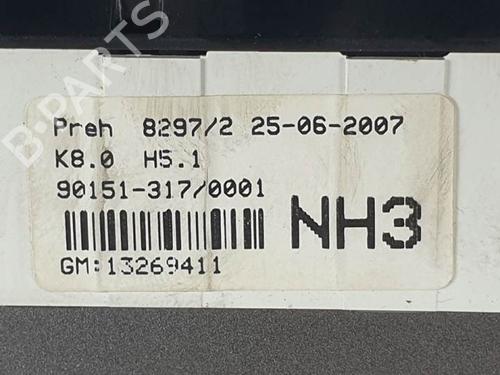 Preh 8297/2 25-06-2007
K8.0 H5.1
90151-317/0001
NH3
GM:13269411
B-PARTS